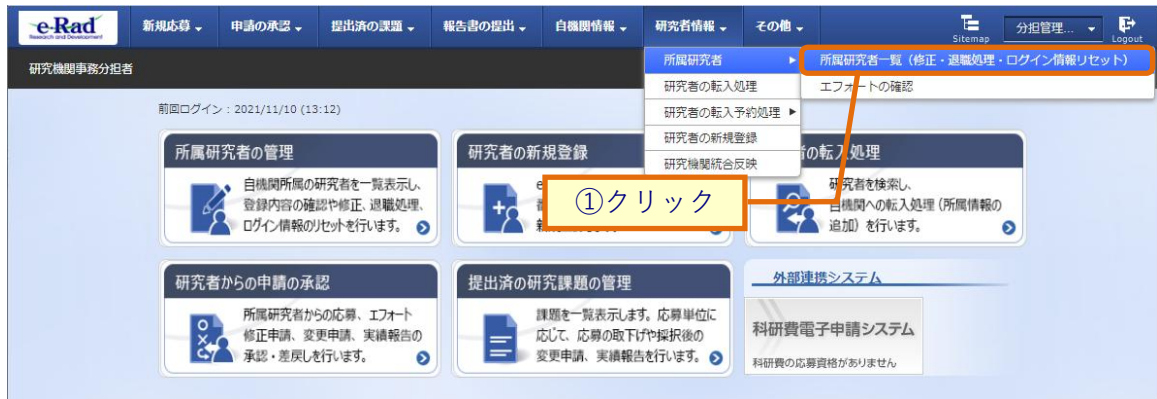 e-Rad
Research and Development
新規応募
申請の承認
提出済の課題
報告書の提出
自機関情報
研究者情報
その他
Sitemap
分担管理...
Logout
研究機関事務分担者
所属研究者
所属研究者一覧（修正・退職処理・ログイン情報リセット）
研究者の転入処理
エフォートの確認
研究者の転入予約処理
研究者の新規登録
研究機関統合反映
前回ログイン：2021/11/10 (13:12)
所属研究者の管理
自機関所属の研究者を一覧表示し、
登録内容の確認や修正、退職処理、
ログイン情報のリセットを行います。
研究者の新規登録
①クリック
の転入処理
研究者を検索し、
自機関への転入処理（所属情報の
追加）を行います。
研究者からの申請の承認
所属研究者からの応募、エフォート
修正申請、変更申請、実績報告の
承認・差戻しを行います。
提出済の研究課題の管理
課題を一覧表示します。応募単位に
応じて、応募の取下げや採択後の
変更申請、実績報告を行います。
外部連携システム
科研費電子申請システム
科研費の応募資格がありません